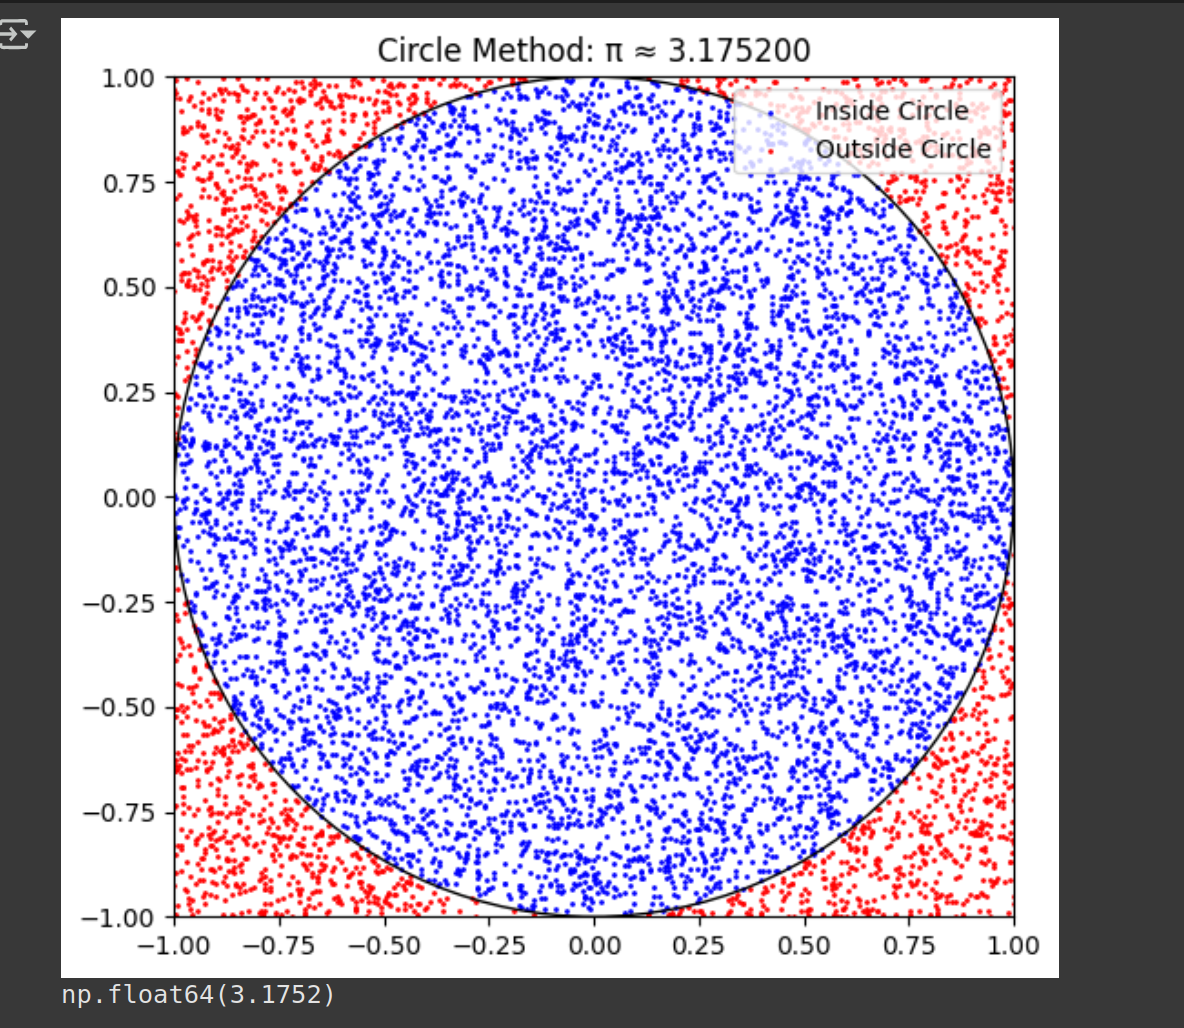 Circle Method: π ≈ 3.175200
Inside Circle
Outside Circle
1.00
0.75
0.50
0.25
0.00
−0.25
−0.50
−0.75
−1.00
−1.00 −0.75 −0.50 −0.25 0.00 0.25 0.50 0.75 1.00
np.float64(3.1752)